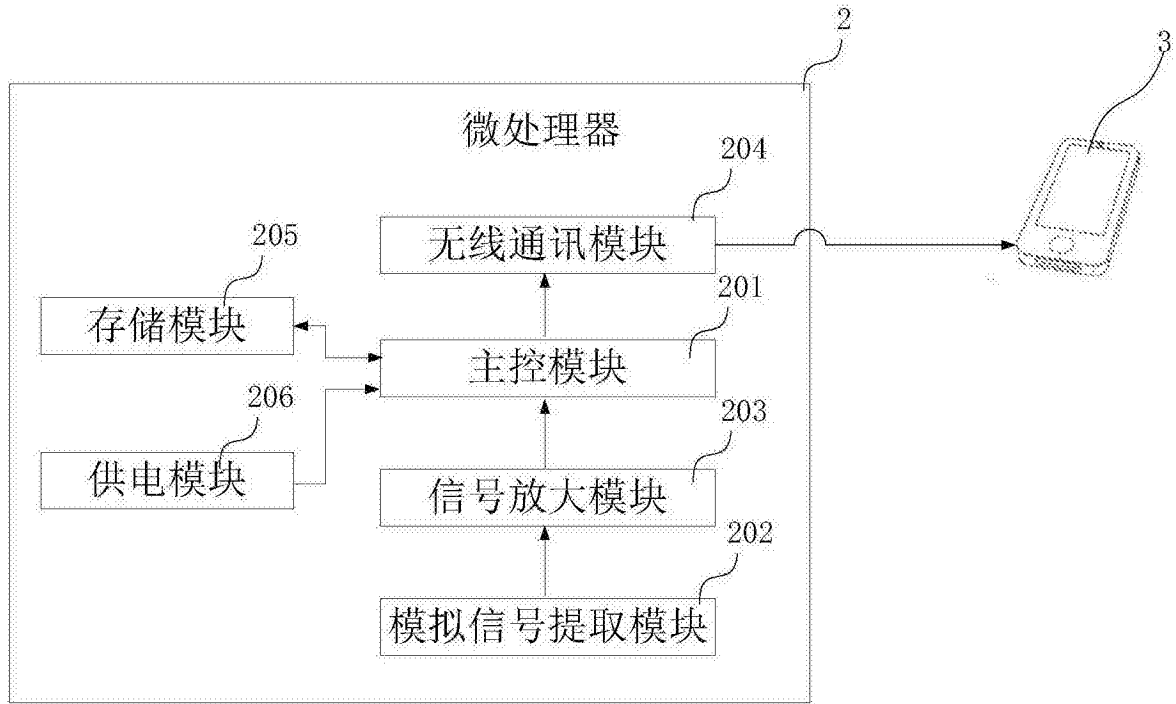 2
3
微处理器
204
无线通讯模块
205
201
存储模块
主控模块
206
203
供电模块
信号放大模块
202
模拟信号提取模块